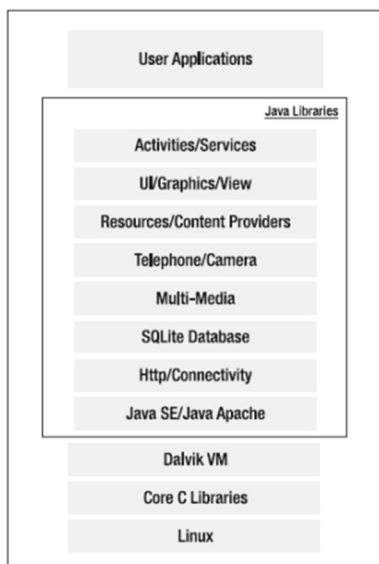 User Applications
Java Libraries
Activities/Services
UI/Graphics/View
Resources/Content Providers
Telephone/Camera
Multi-Media
SQLite Database
Http/Connectivity
Java SE/Java Apache
Dalvik VM
Core C Libraries
Linux